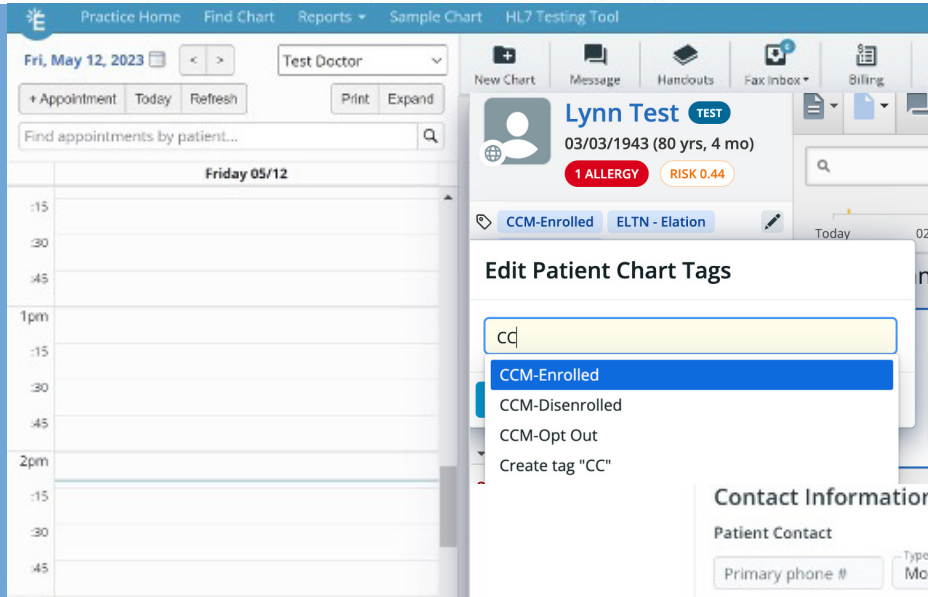 Practice Home Find Chart Reports Sample Chart HL7 Testing Tool
Fri, May 12, 2023 < > Test Doctor
+ Appointment Today Refresh Print Expand
Find appointments by patient...
Friday 05/12
:15
:30
:45
1pm
:15
:30
:45
2pm
:15
:30
:45
New Chart Message Handouts Fax Inbox Billing
Lynn Test TEST
03/03/1943 (80 yrs, 4 mo)
1 ALLERGY RISK 0.44
CCM-Enrolled ELTN - Elation
Today 02
Edit Patient Chart Tags
CC
CCM-Enrolled
CCM-Disenrolled
CCM-Opt Out
Create tag "CC"
Contact Information
Patient Contact
Primary phone # Type
Mo